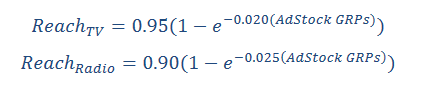 Reach_TV = 0.95(1 − e^−0.020(AdStock GRPs))
Reach_Radio = 0.90(1 − e^−0.025(AdStock GRPs))